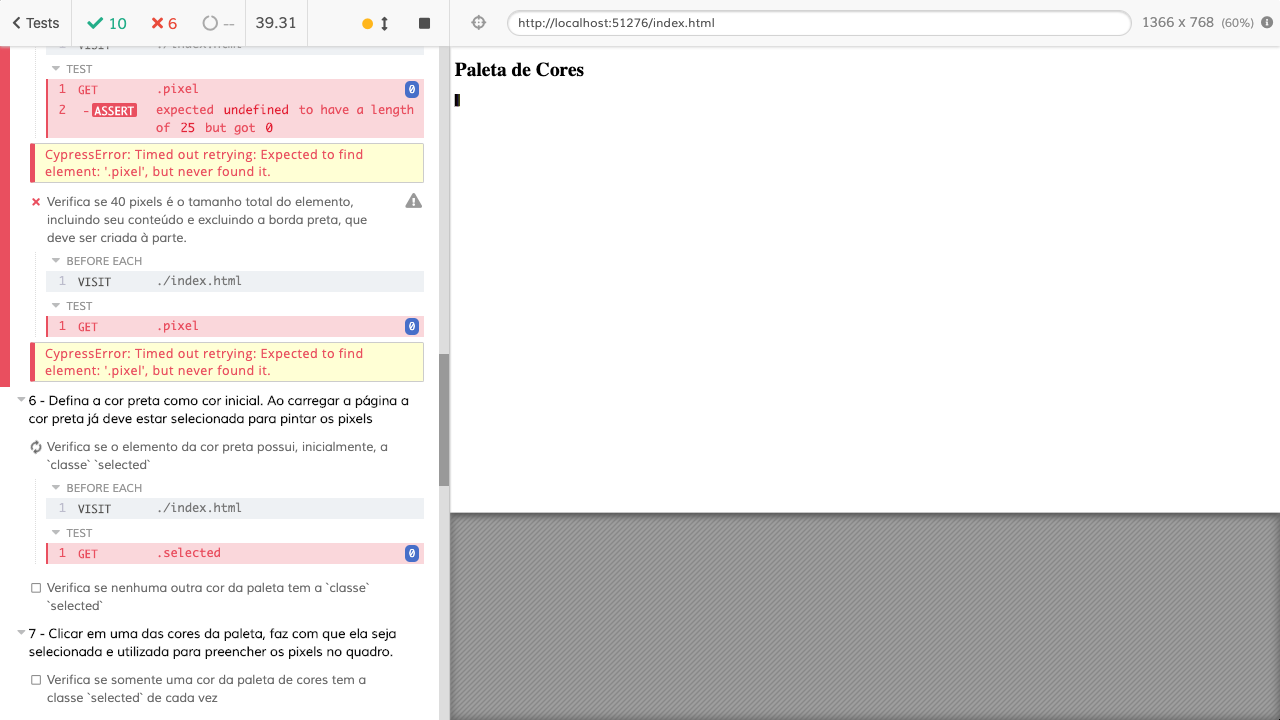 Tests
10
6
--
39.31
http://localhost:51276/index.html
1366 x 768 (60%)
1 VISIT ./index.html
TEST
1 GET .pixel 0
2 -ASSERT expected undefined to have a length
of 25 but got 0
CypressError: Timed out retrying: Expected to find
element: '.pixel', but never found it.
Verifica se 40 pixels é o tamanho total do elemento,
incluindo seu conteúdo e excluindo a borda preta, que
deve ser criada à parte.
BEFORE EACH
1 VISIT ./index.html
TEST
1 GET .pixel 0
CypressError: Timed out retrying: Expected to find
element: '.pixel', but never found it.
6 - Defina a cor preta como cor inicial. Ao carregar a página a
cor preta já deve estar selecionada para pintar os pixels
Verifica se o elemento da cor preta possui, inicialmente, a
`classe` `selected`
BEFORE EACH
1 VISIT ./index.html
TEST
1 GET .selected 0
Verifica se nenhuma outra cor da paleta tem a `classe`
`selected`
7 - Clicar em uma das cores da paleta, faz com que ela seja
selecionada e utilizada para preencher os pixels no quadro.
Verifica se somente uma cor da paleta de cores tem a
classe `selected` de cada vez
Paleta de Cores